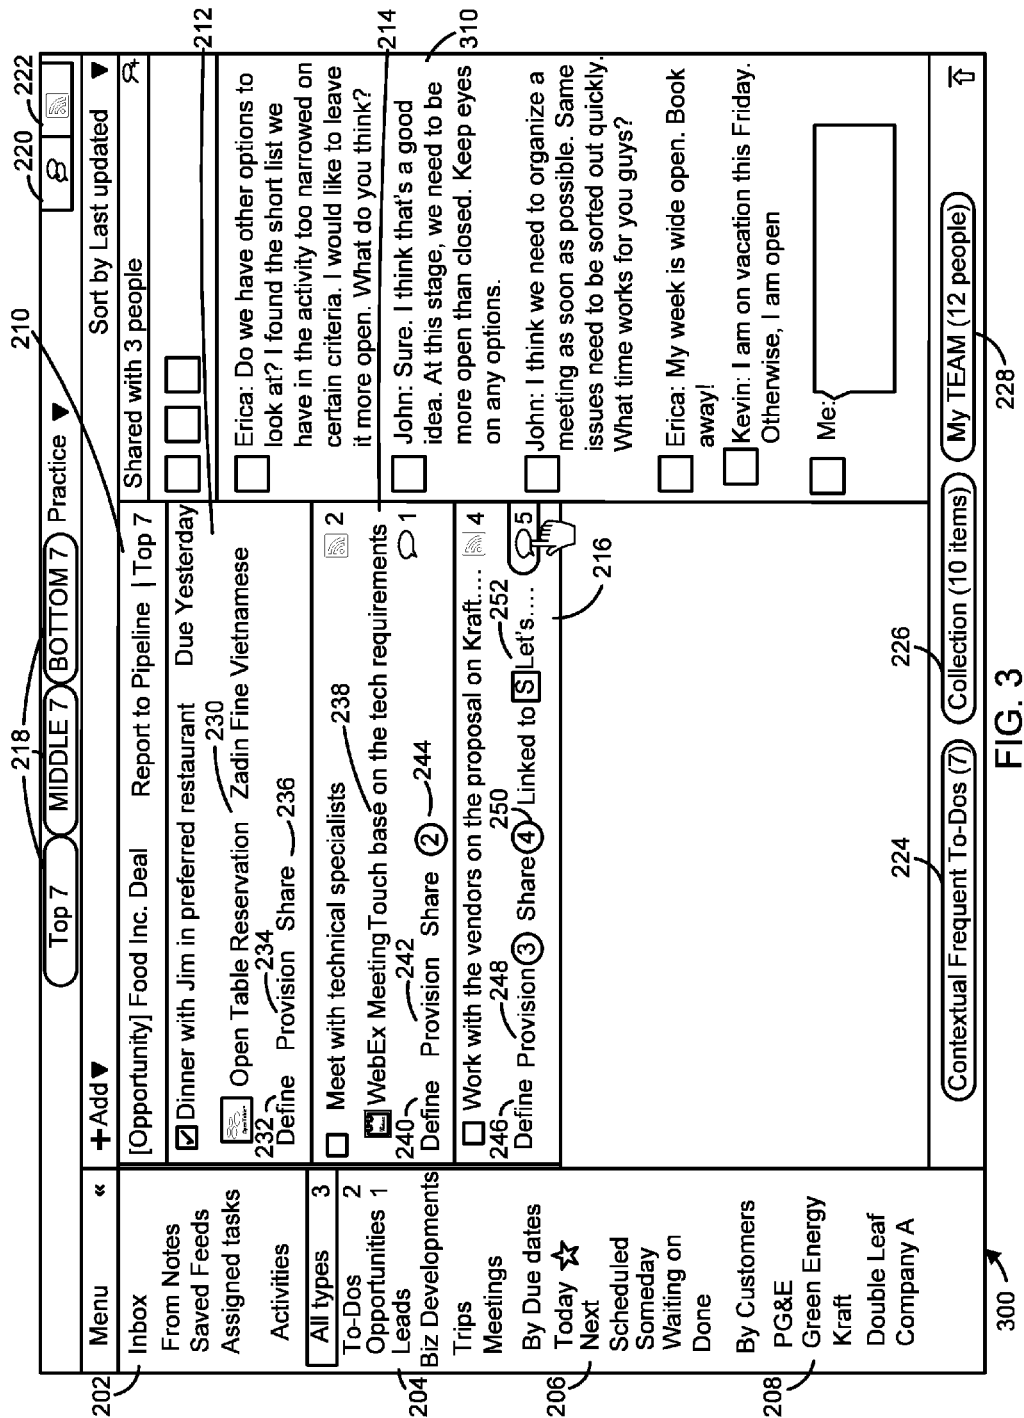 210
218
220 222
Top 7 MIDDLE 7 BOTTOM 7 Practice ▼
Menu «
+Add▼
Sort by Last updated ▼
202
Inbox
From Notes
Saved Feeds
Assigned tasks
Activities
All types 3
To-Dos 2
Opportunities 1
Leads
204
Biz Developments
Trips
Meetings
By Due dates
Today ☆
Next
206
Scheduled
Someday
Waiting on
Done
By Customers
PG&E
Green Energy
208
Kraft
Double Leaf
Company A
[Opportunity] Food Inc. Deal Report to Pipeline | Top 7
☑ Dinner with Jim in preferred restaurant Due Yesterday
212
230
Open Table Reservation Zadin Fine Vietnamese
232 234 236
Define Provision Share
☐ Meet with technical specialists 2
238
WebEx Meeting Touch base on the tech requirements 1
214
240 242 244
Define Provision Share 2
☐ Work with the vendors on the proposal on Kraft.... 4
246 248 250 252
Define Provision 3 Share 4 Linked to S Let's.... 5
216
Shared with 3 people
Erica: Do we have other options to
look at? I found the short list we
have in the activity too narrowed on
certain criteria. I would like to leave
it more open. What do you think?
John: Sure. I think that's a good
310
idea. At this stage, we need to be
more open than closed. Keep eyes
on any options.
John: I think we need to organize a
meeting as soon as possible. Same
issues need to be sorted out quickly.
What time works for you guys?
Erica: My week is wide open. Book
away!
Kevin: I am on vacation this Friday.
Otherwise, I am open
Me:
224 226 228
Contextual Frequent To-Dos (7) Collection (10 items) My TEAM (12 people)
300
FIG. 3